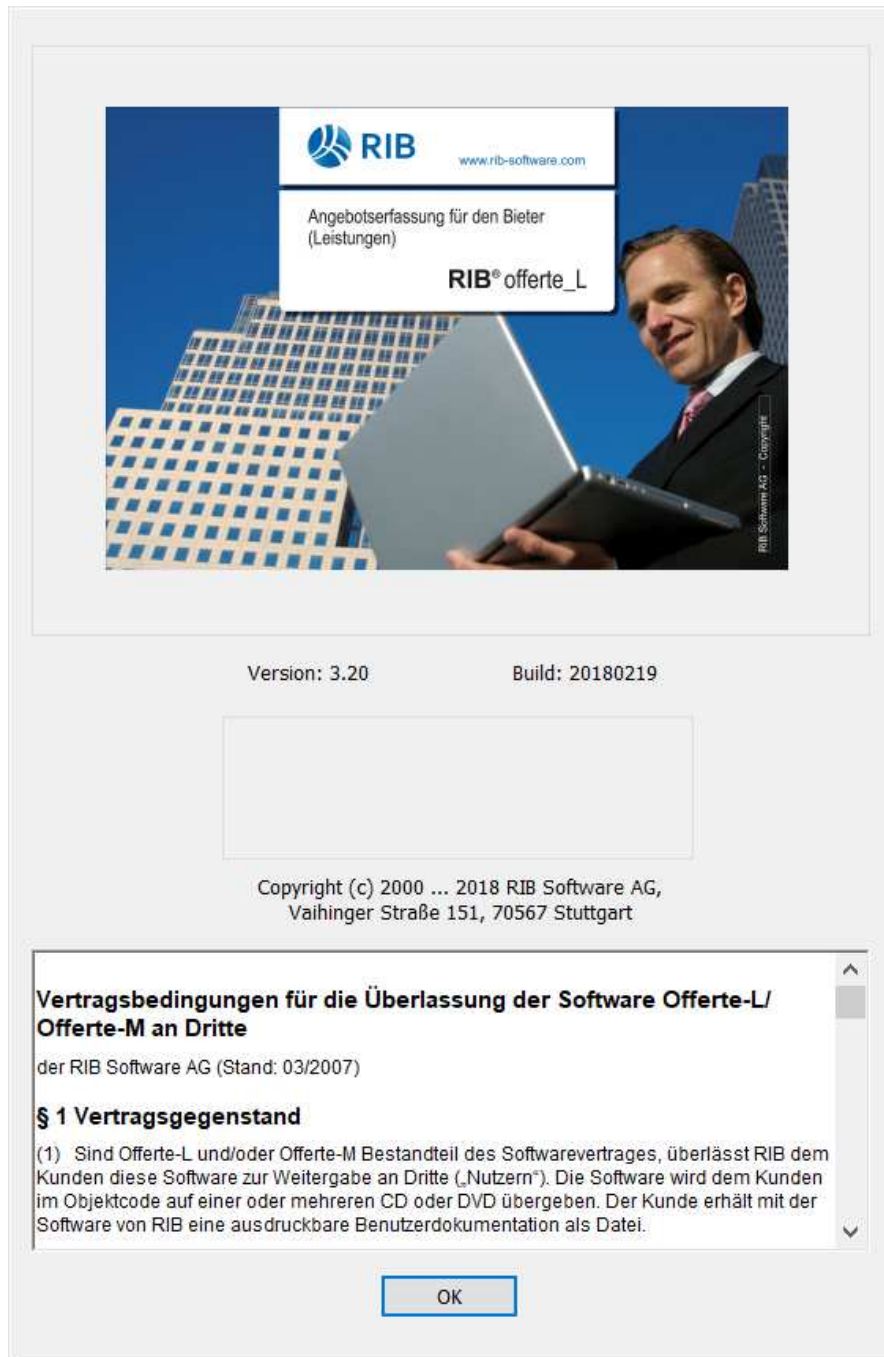 RIB
www.rib-software.com
Angebotserfassung für den Bieter
(Leistungen)
RIB® offerte_L
RIB Software AG - Copyright
Version: 3.20 Build: 20180219
Copyright (c) 2000 ... 2018 RIB Software AG,
Vaihinger Straße 151, 70567 Stuttgart
Vertragsbedingungen für die Überlassung der Software Offerte-L/
Offerte-M an Dritte
der RIB Software AG (Stand: 03/2007)
§ 1 Vertragsgegenstand
(1) Sind Offerte-L und/oder Offerte-M Bestandteil des Softwarevertrages, überlässt RIB dem
Kunden diese Software zur Weitergabe an Dritte („Nutzern“). Die Software wird dem Kunden
im Objektcode auf einer oder mehreren CD oder DVD übergeben. Der Kunde erhält mit der
Software von RIB eine ausdruckbare Benutzerdokumentation als Datei.
OK